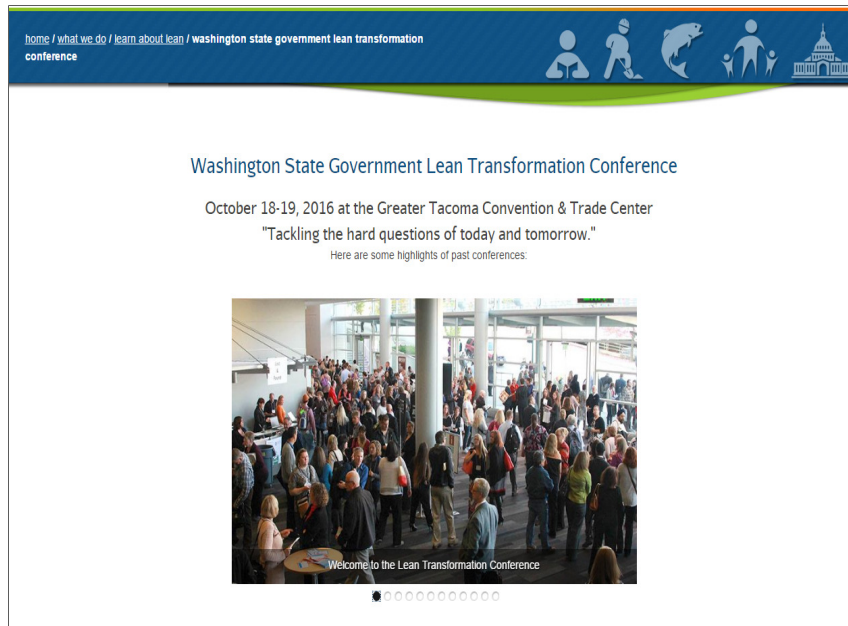 home / what we do / learn about lean / washington state government lean transformation
conference
Washington State Government Lean Transformation Conference
October 18-19, 2016 at the Greater Tacoma Convention & Trade Center
"Tackling the hard questions of today and tomorrow."
Here are some highlights of past conferences:
Welcome to the Lean Transformation Conference